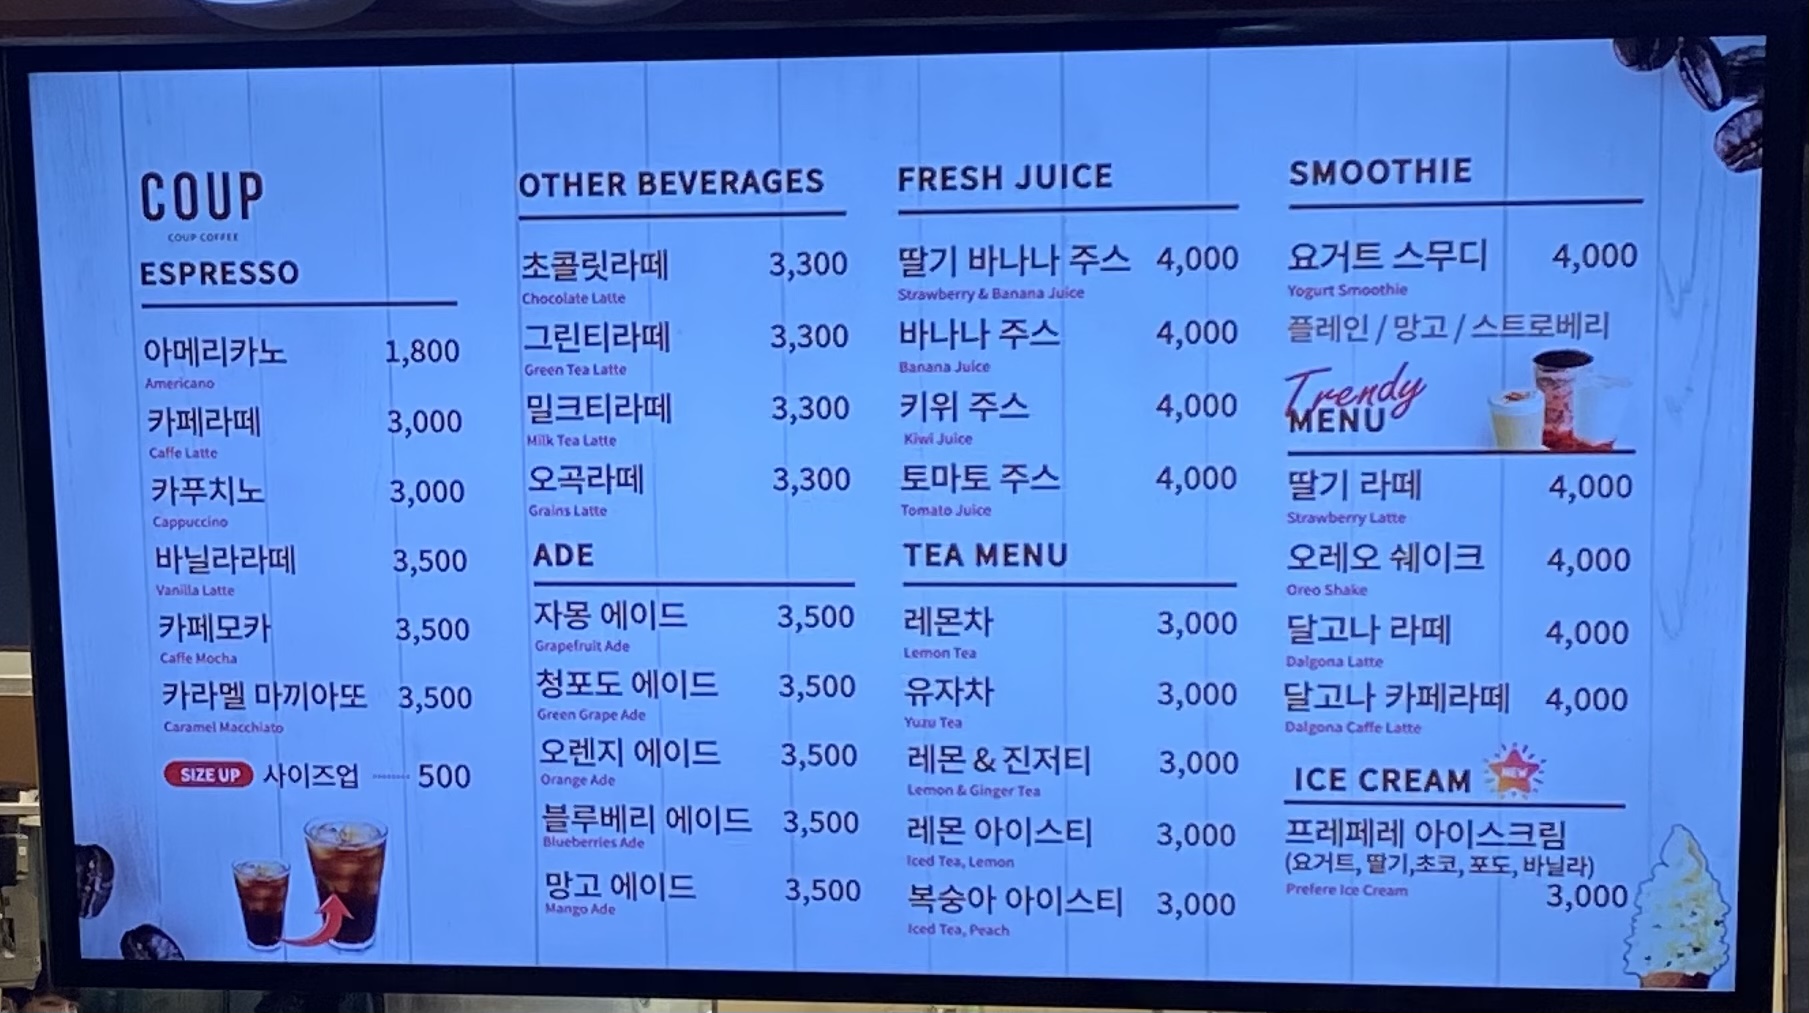 COUP
COUP COFFEE
ESPRESSO
아메리카노 1,800
Americano
카페라떼 3,000
Caffe Latte
카푸치노 3,000
Cappuccino
바닐라라떼 3,500
Vanilla Latte
카페모카 3,500
Caffe Mocha
카라멜 마끼아또 3,500
Caramel Macchiato
SIZE UP 사이즈업 ........ 500
OTHER BEVERAGES
초콜릿라떼 3,300
Chocolate Latte
그린티라떼 3,300
Green Tea Latte
밀크티라떼 3,300
Milk Tea Latte
오곡라떼 3,300
Grains Latte
ADE
자몽 에이드 3,500
Grapefruit Ade
청포도 에이드 3,500
Green Grape Ade
오렌지 에이드 3,500
Orange Ade
블루베리 에이드 3,500
Blueberries Ade
망고 에이드 3,500
Mango Ade
FRESH JUICE
딸기 바나나 주스 4,000
Strawberry & Banana Juice
바나나 주스 4,000
Banana Juice
키위 주스 4,000
Kiwi Juice
토마토 주스 4,000
Tomato Juice
TEA MENU
레몬차 3,000
Lemon Tea
유자차 3,000
Yuzu Tea
레몬 & 진저티 3,000
Lemon & Ginger Tea
레몬 아이스티 3,000
Iced Tea, Lemon
복숭아 아이스티 3,000
Iced Tea, Peach
SMOOTHIE
요거트 스무디 4,000
Yogurt Smoothie
플레인 / 망고 / 스트로베리
Trendy
MENU
딸기 라떼 4,000
Strawberry Latte
오레오 쉐이크 4,000
Oreo Shake
달고나 라떼 4,000
Dalgona Latte
달고나 카페라떼 4,000
Dalgona Caffe Latte
ICE CREAM NEW
프레페레 아이스크림
(요거트, 딸기,초코, 포도, 바닐라)
Prefere Ice Cream 3,000